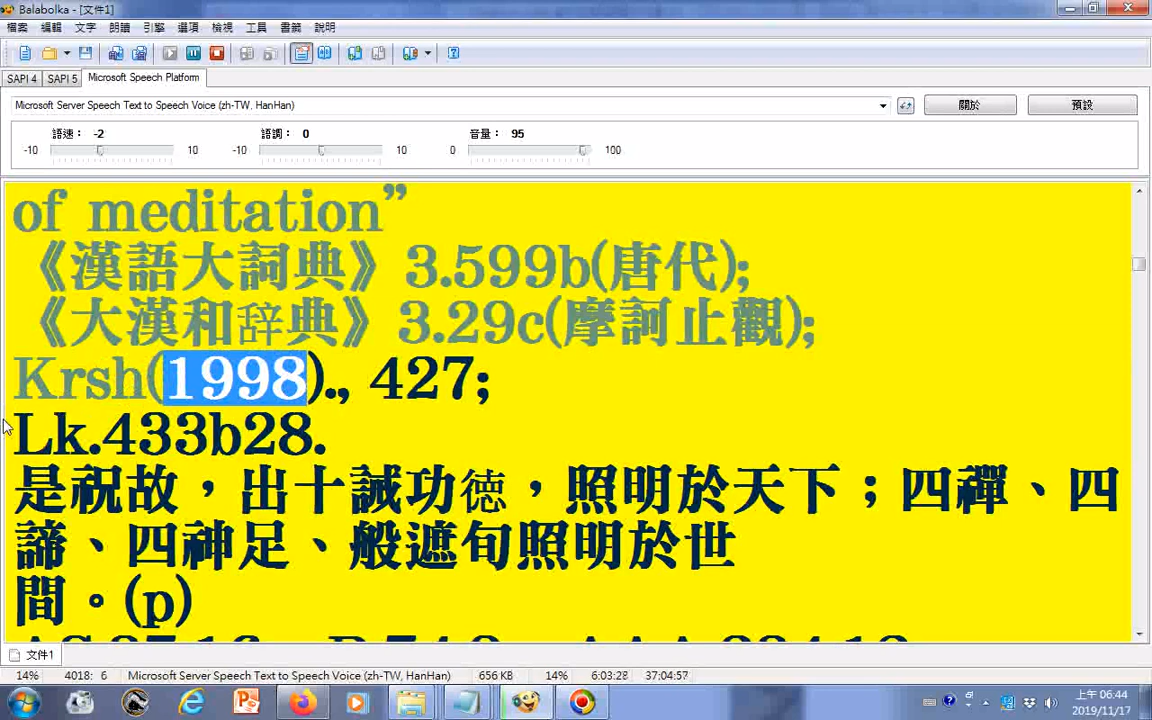 Balabolka - [文件1]
檔案 編輯 文字 朗讀 引擎 選項 檢視 工具 書籤 說明
SAPI 4 SAPI 5 Microsoft Speech Platform
Microsoft Server Speech Text to Speech Voice (zh-TW, HanHan) 關於 預設
語速： -2 語調： 0 音量： 95
-10 10 -10 10 0 100
of meditation”
《漢語大詞典》3.599b(唐代);
《大漢和辞典》3.29c(摩訶止觀);
Krsh(1998)., 427;
Lk.433b28.
是祝故，出十誡功徳，照明於天下；四禪、四
諦、四神足、般遮旬照明於世
間。(p)
文件1
14% 4018: 6 Microsoft Server Speech Text to Speech Voice (zh-TW, HanHan) 656 KB 14% 6:03:28 37:04:57
上午 06:44
2019/11/17